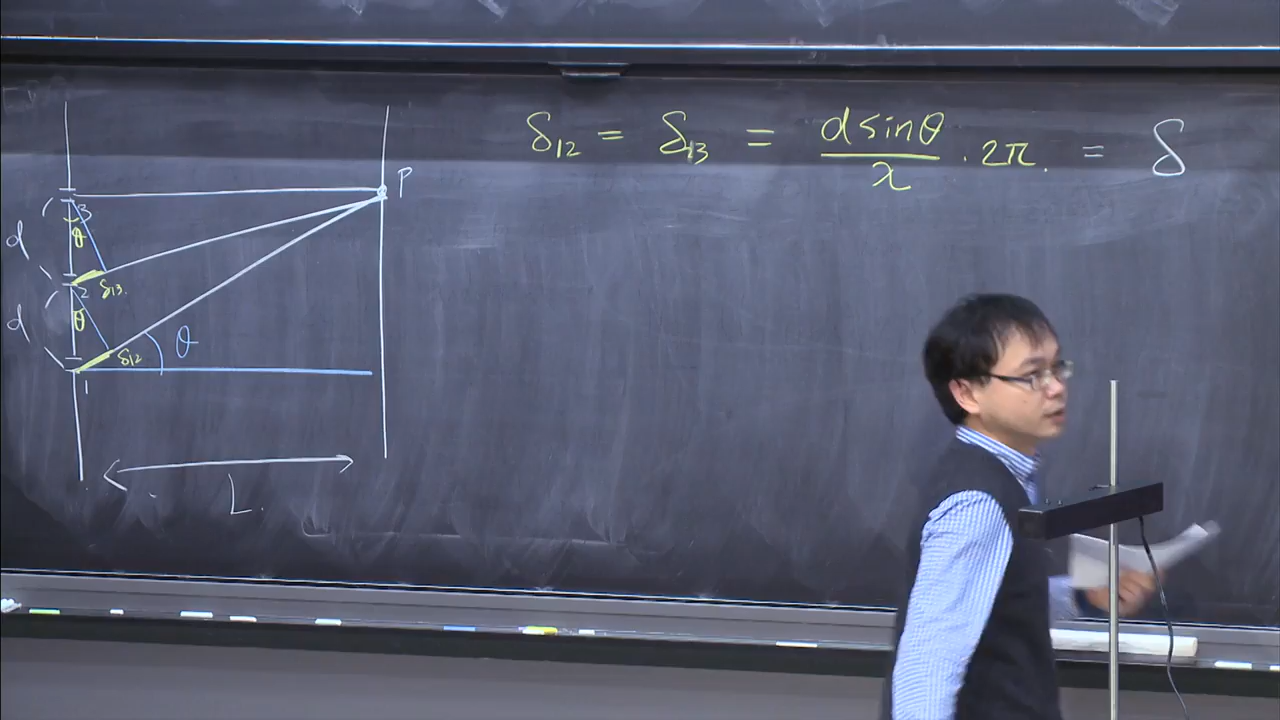 δ12 = δ13 = d sinθ / λ · 2π = δ
P
3
θ
d
δ13
2
θ
d
δ12
θ
1
L